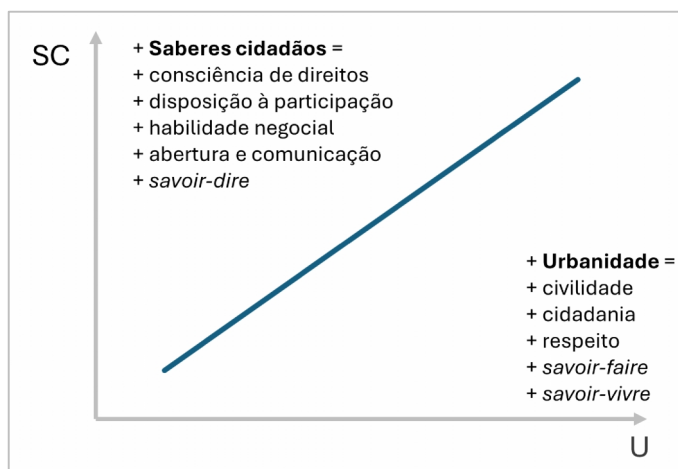 SC
+ Saberes cidadãos =
+ consciência de direitos
+ disposição à participação
+ habilidade negocial
+ abertura e comunicação
+ savoir-dire
+ Urbanidade =
+ civilidade
+ cidadania
+ respeito
+ savoir-faire
+ savoir-vivre
U